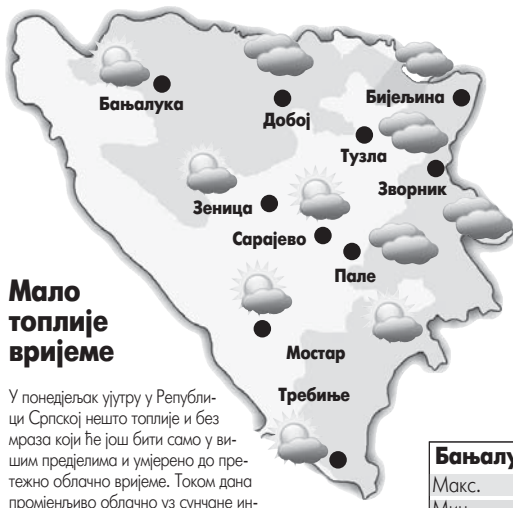 Бањалука
Добој
Бијељина
Тузла
Зворник
Зеница
Сарајево
Пале
Мало
топлије
вријеме
Мостар
Требиње
У понедјељак ујутру у Републи-
ци Српској нешто топлије и без
мраза који ће још бити само у ви-
шим предјелима и умјерено до пре-
тежно облачно вријеме. Током дана
промјенљиво облачно уз сунчане ин-
Макс.